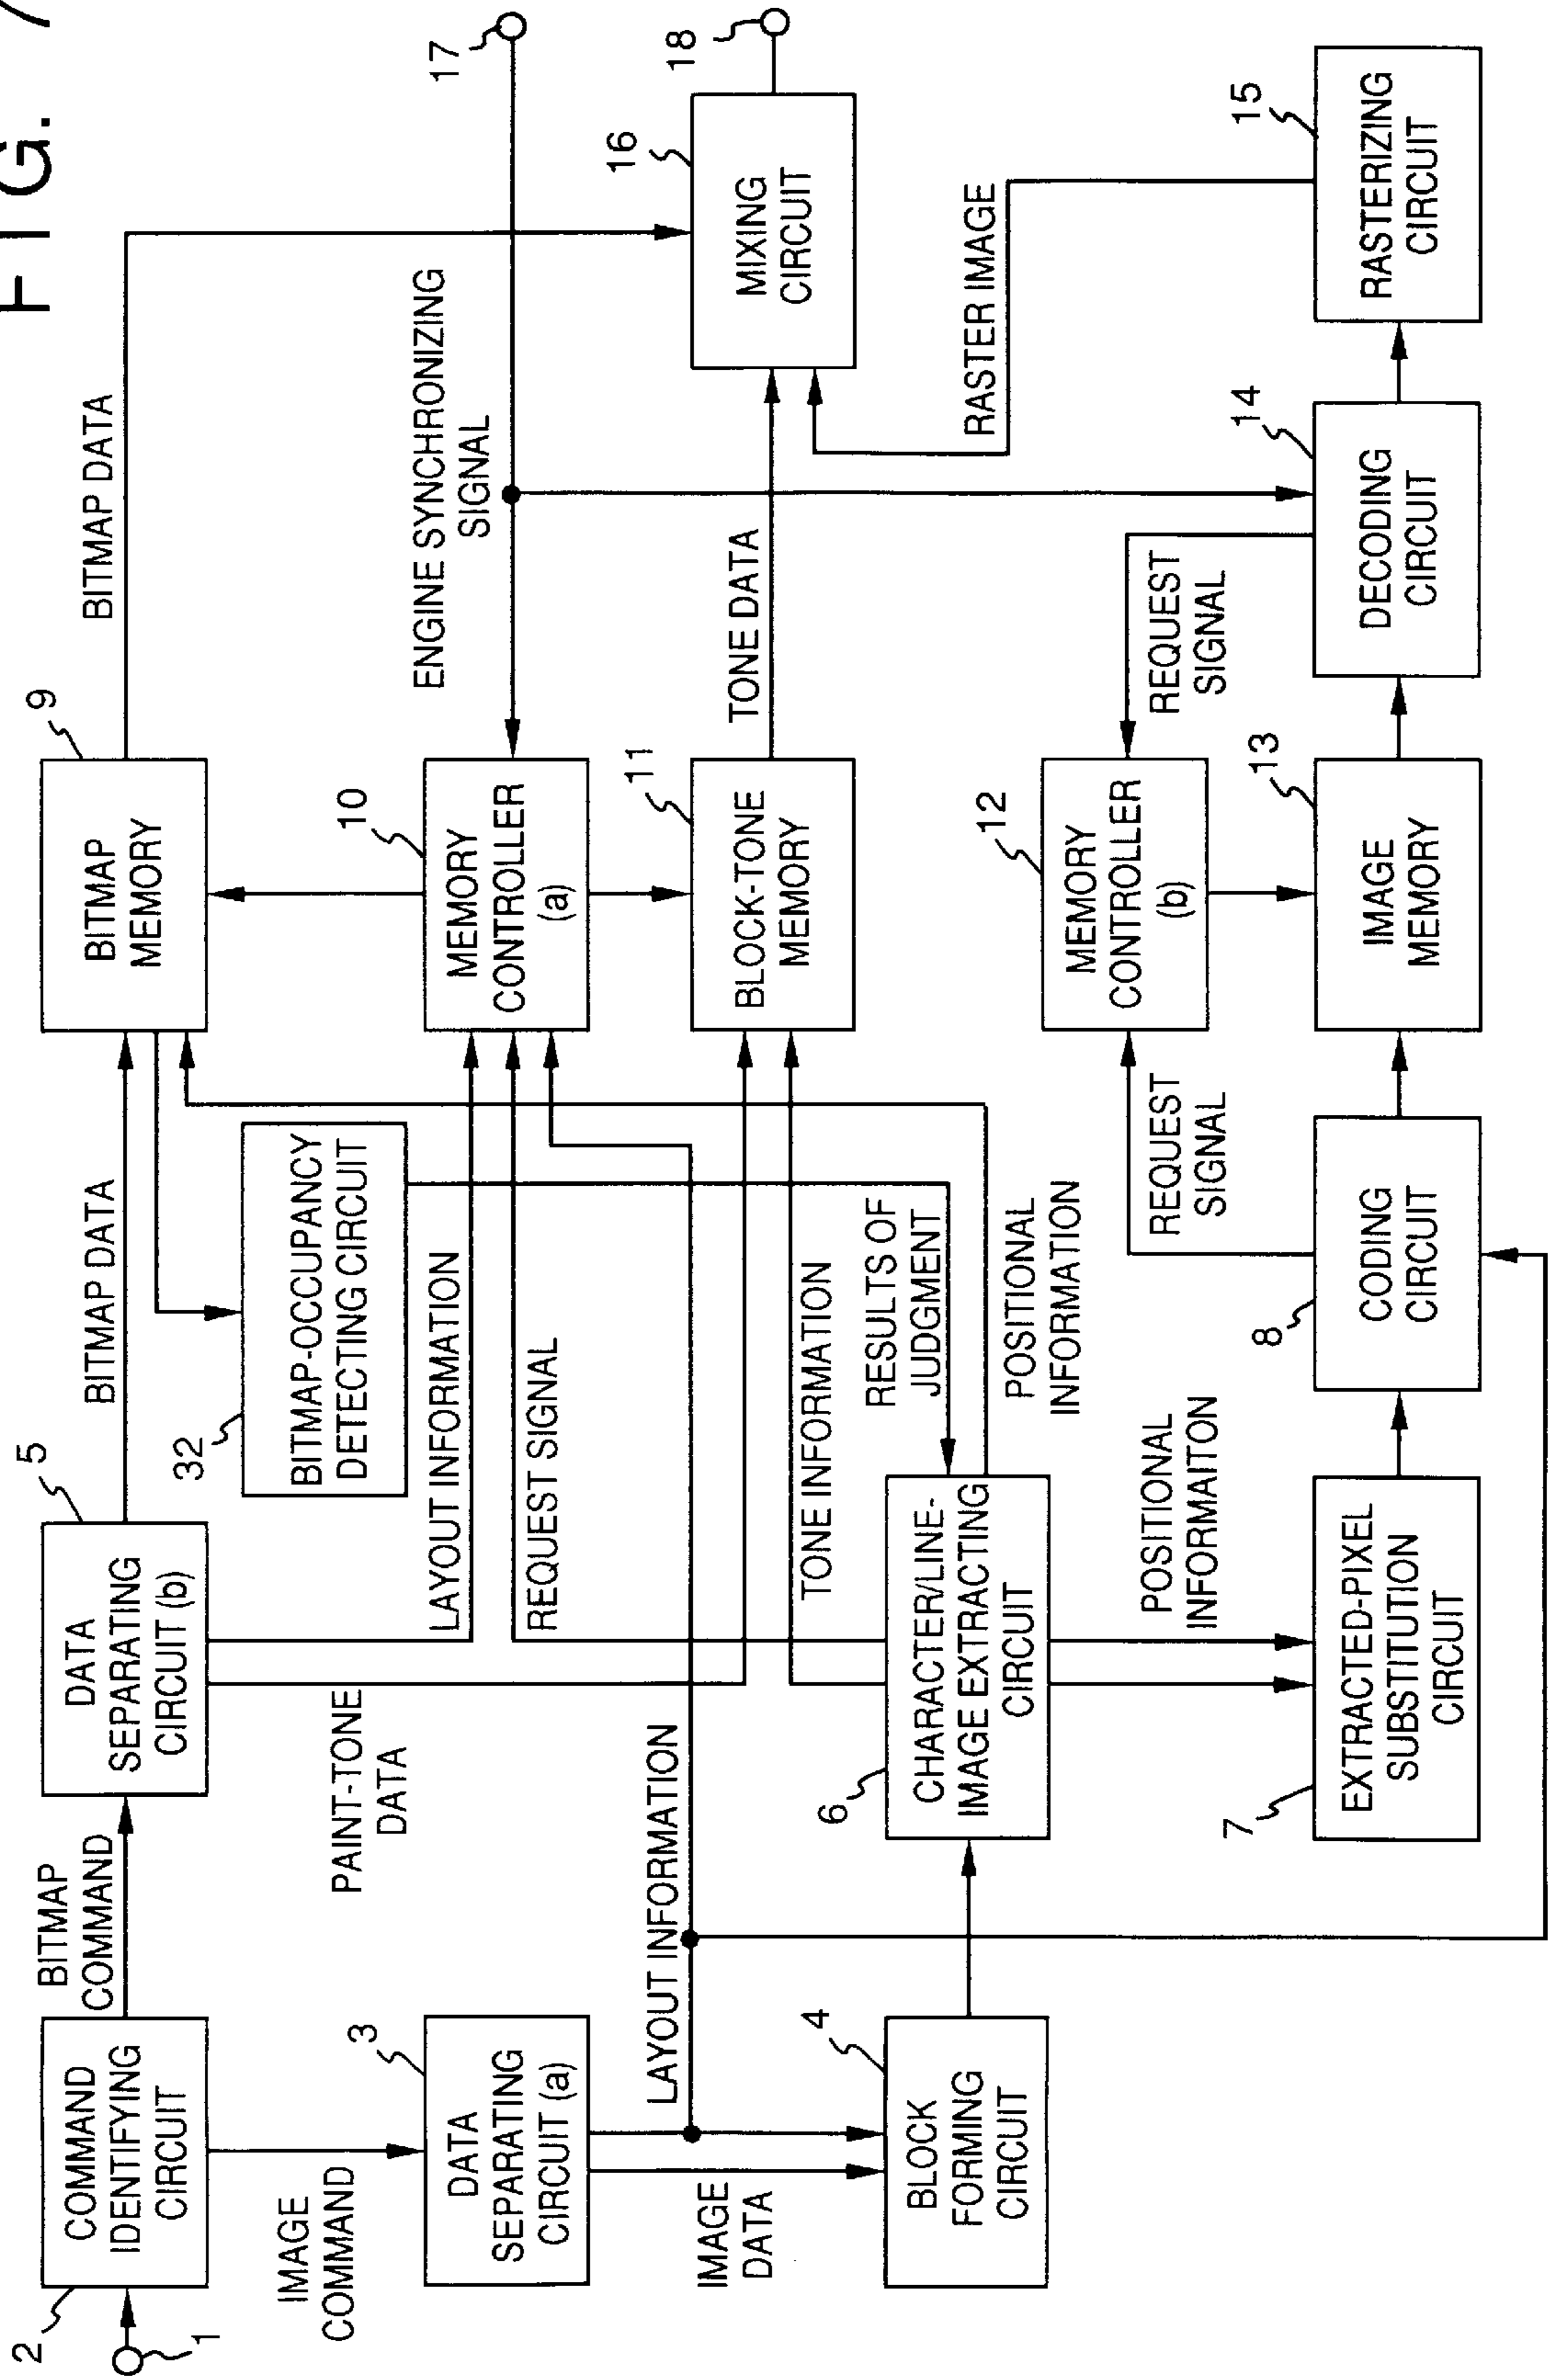 FIG. 7
1
2
COMMAND
IDENTIFYING
CIRCUIT
BITMAP
COMMAND
5
DATA
SEPARATING
CIRCUIT (b)
BITMAP DATA
9
BITMAP
MEMORY
BITMAP DATA
32
BITMAP-OCCUPANCY
DETECTING CIRCUIT
IMAGE
COMMAND
PAINT-TONE
DATA
LAYOUT INFORMATION
REQUEST SIGNAL
3
DATA
SEPARATING
CIRCUIT (a)
10
MEMORY
CONTROLLER
(a)
ENGINE SYNCHRONIZING
SIGNAL
17
IMAGE
DATA
LAYOUT INFORMATION
TONE INFORMATION
11
BLOCK-TONE
MEMORY
TONE DATA
16
MIXING
CIRCUIT
18
4
BLOCK
FORMING
CIRCUIT
6
CHARACTER/LINE-
IMAGE EXTRACTING
CIRCUIT
RESULTS OF
JUDGMENT
POSITIONAL
INFORMATION
RASTER IMAGE
12
MEMORY
CONTROLLER
(b)
POSITIONAL
INFORMAITON
REQUEST
SIGNAL
REQUEST
SIGNAL
7
EXTRACTED-PIXEL
SUBSTITUTION
CIRCUIT
8
CODING
CIRCUIT
13
IMAGE
MEMORY
14
DECODING
CIRCUIT
15
RASTERIZING
CIRCUIT